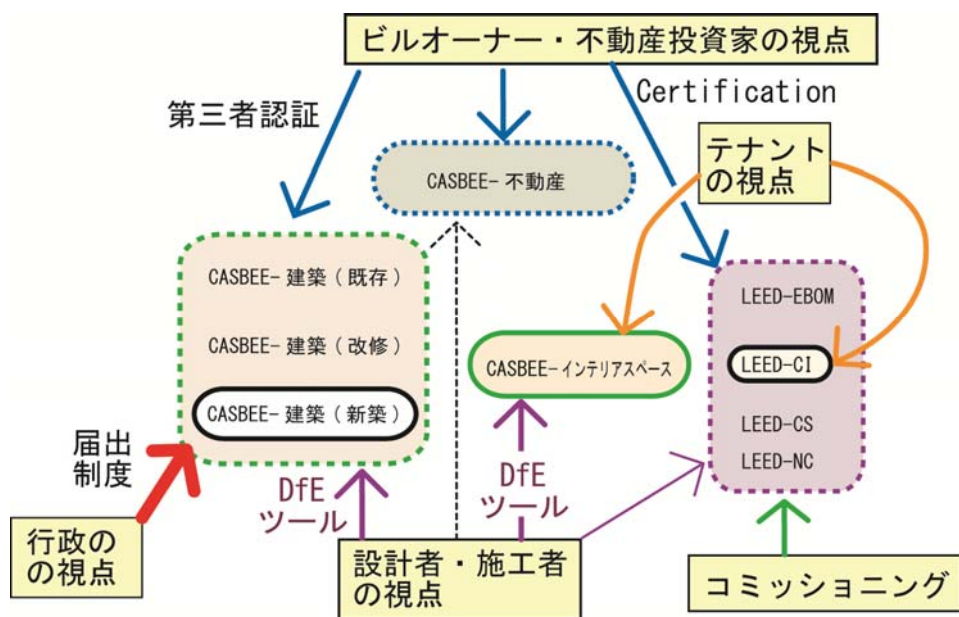 ビルオーナー・不動産投資家の視点
第三者認証
Certification
テナント
の視点
CASBEE-不動産
CASBEE-建築(既存)
CASBEE-建築(改修)
CASBEE-建築(新築)
CASBEE-インテリアスペース
LEED-EBOM
LEED-CI
LEED-CS
LEED-NC
届出
制度
DfE
ツール
DfE
ツール
行政の
の視点
設計者・施工者
の視点
コミッショニング